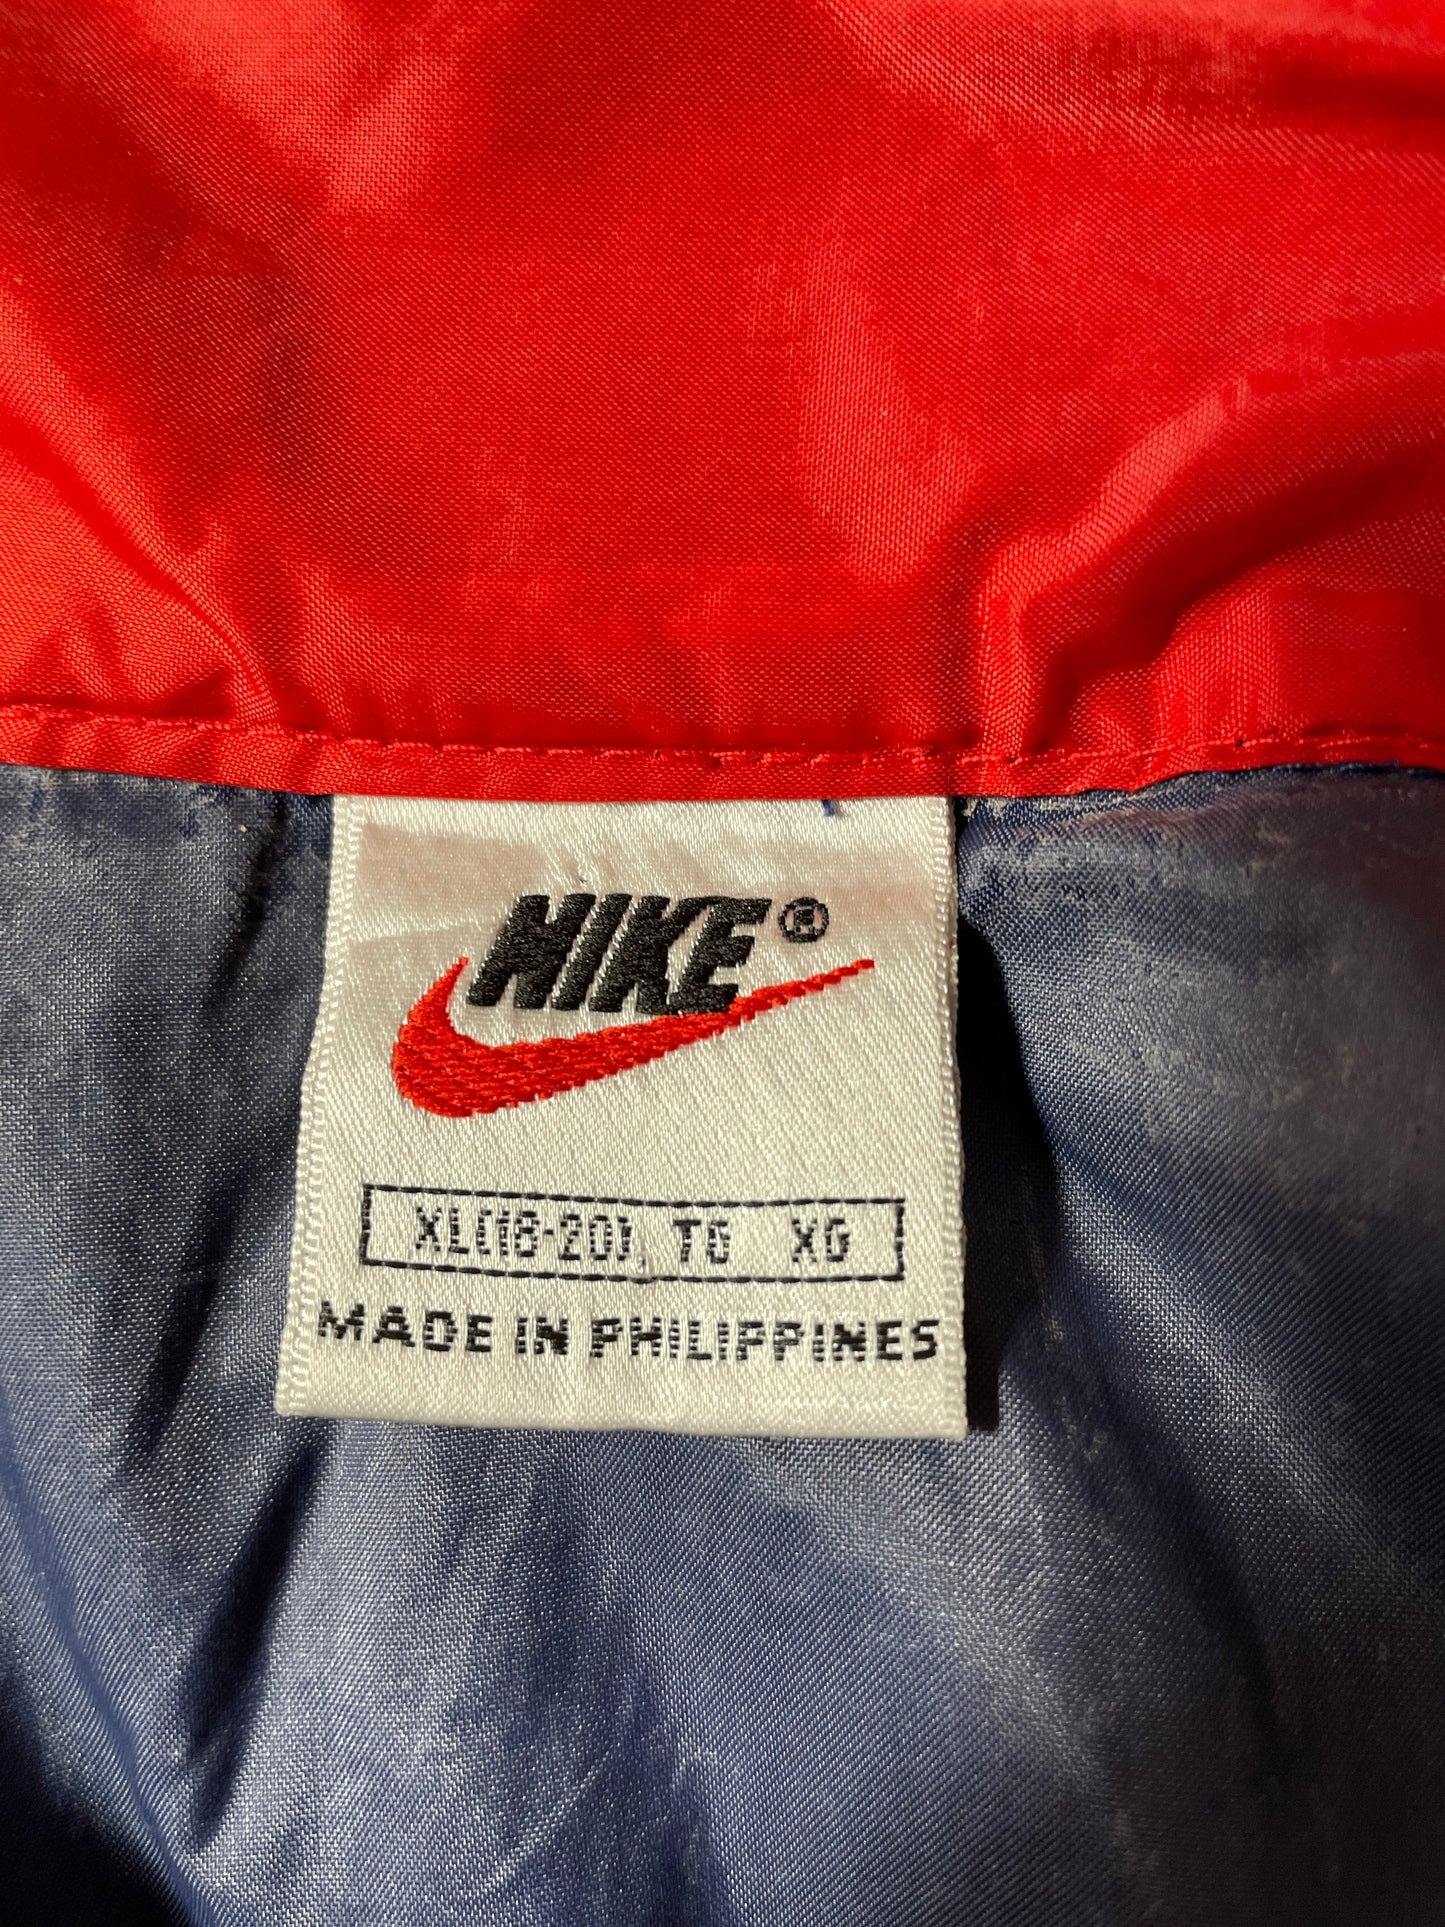 NIKE®
XL(18-20), TG XG
MADE IN PHILIPPINES